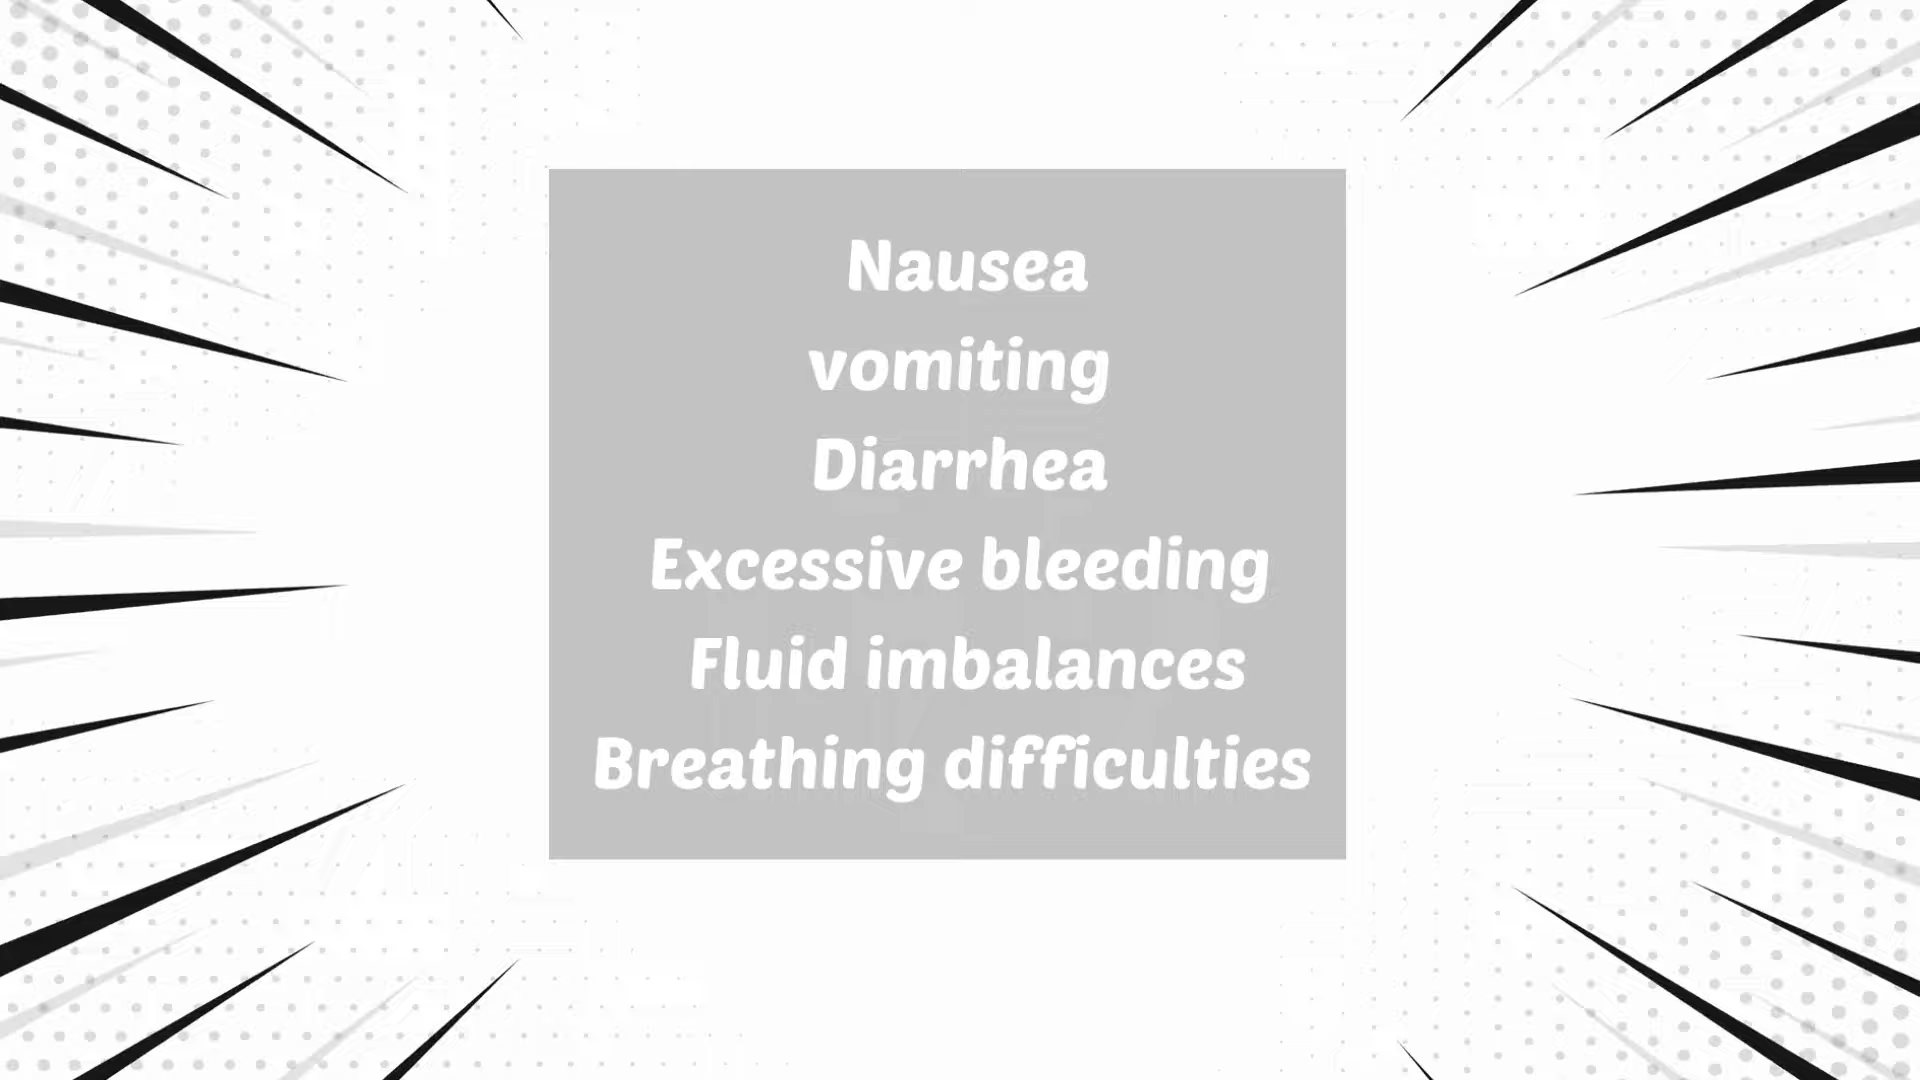 Nausea
vomiting
Diarrhea
Excessive bleeding
Fluid imbalances
Breathing difficulties